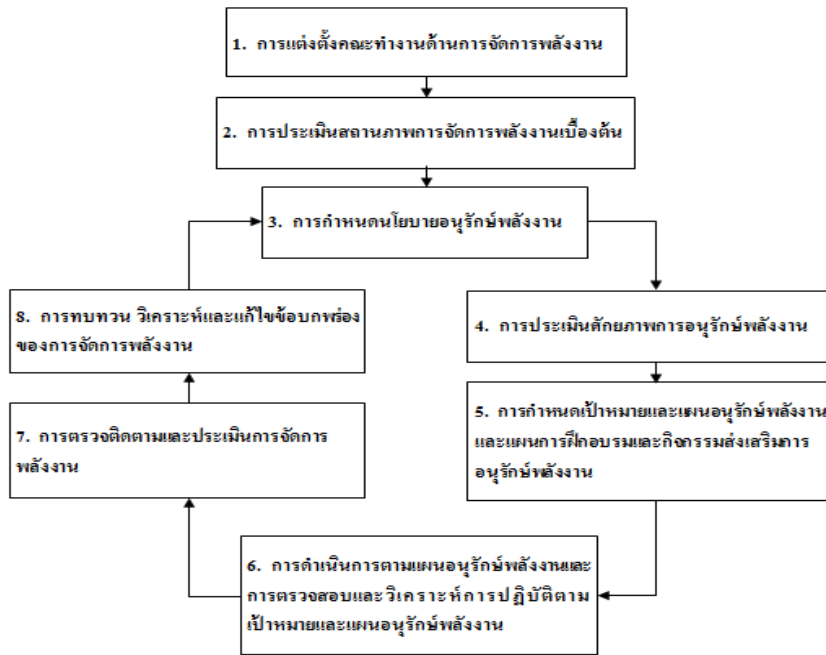 1. การแต่งตั้งคณะทำงานด้านการจัดการพลังงาน
2. การประเมินสถานภาพการจัดการพลังงานเบื้องต้น
3. การกำหนดนโยบายอนุรักษ์พลังงาน
4. การประเมินศักยภาพการอนุรักษ์พลังงาน
5. การกำหนดเป้าหมายและแผนอนุรักษ์พลังงาน
และแผนการฝึกอบรมและกิจกรรมส่งเสริมการ
อนุรักษ์พลังงาน
6. การดำเนินการตามแผนอนุรักษ์พลังงานและ
การตรวจสอบและวิเคราะห์การปฏิบัติตาม
เป้าหมายและแผนอนุรักษ์พลังงาน
7. การตรวจติดตามและประเมินการจัดการ
พลังงาน
8. การทบทวน วิเคราะห์และแก้ไขข้อบกพร่อง
ของการจัดการพลังงาน